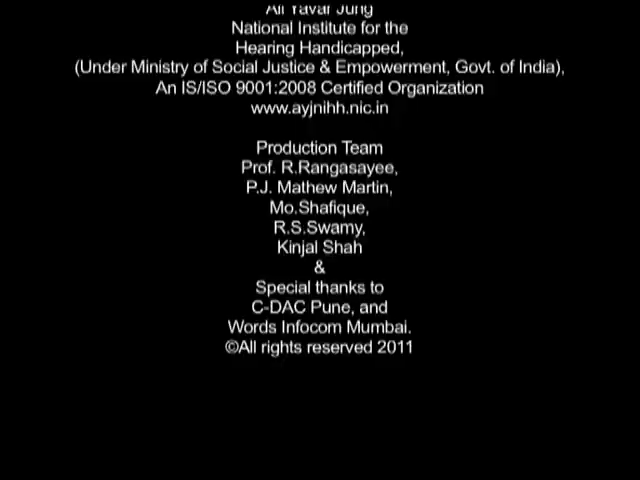 Ali Yavar Jung
National Institute for the
Hearing Handicapped,
(Under Ministry of Social Justice & Empowerment, Govt. of India),
An IS/ISO 9001:2008 Certified Organization
www.ayjnihh.nic.in
Production Team
Prof. R.Rangasayee,
P.J. Mathew Martin,
Mo.Shafique,
R.S.Swamy,
Kinjal Shah
&
Special thanks to
C-DAC Pune, and
Words Infocom Mumbai.
©All rights reserved 2011